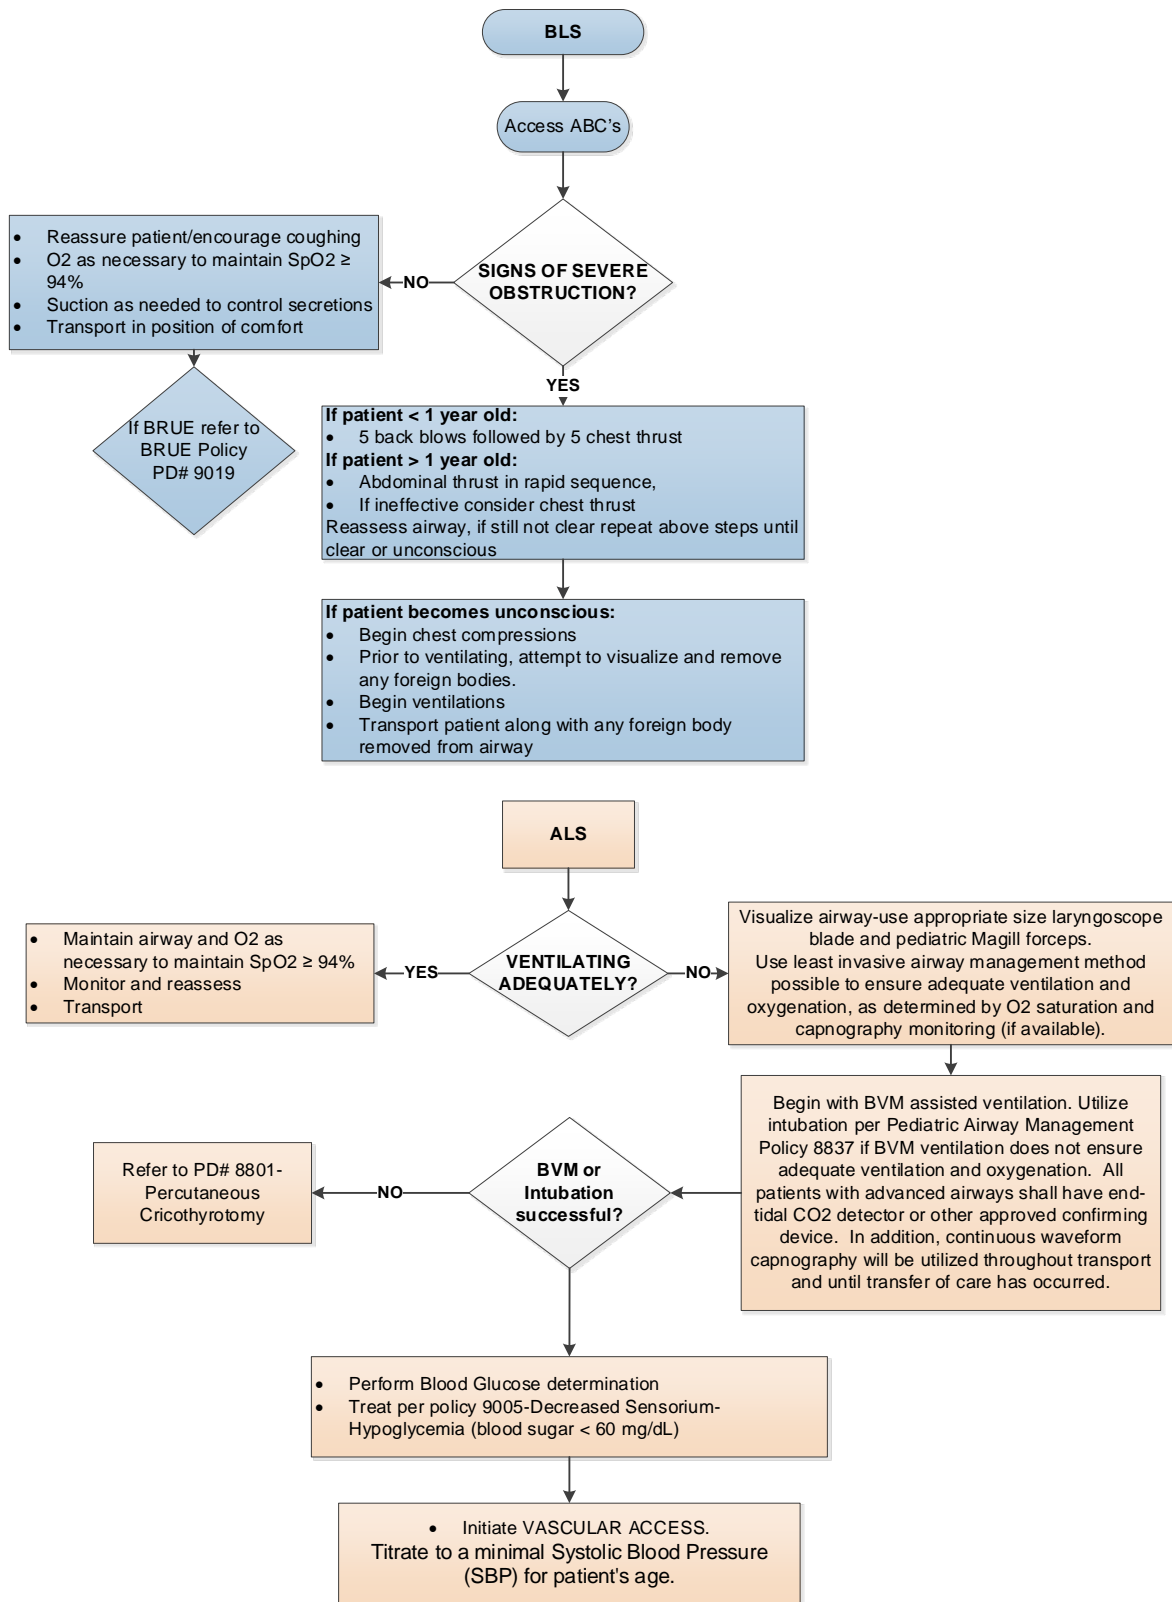 BLS
Access ABC's
SIGNS OF SEVERE
OBSTRUCTION?
NO
• Reassure patient/encourage coughing
• O2 as necessary to maintain SpO2 ≥
94%
• Suction as needed to control secretions
• Transport in position of comfort
If BRUE refer to
BRUE Policy
PD# 9019
YES
If patient < 1 year old:
• 5 back blows followed by 5 chest thrust
If patient > 1 year old:
• Abdominal thrust in rapid sequence,
• If ineffective consider chest thrust
Reassess airway, if still not clear repeat above steps until
clear or unconscious
If patient becomes unconscious:
• Begin chest compressions
• Prior to ventilating, attempt to visualize and remove
any foreign bodies.
• Begin ventilations
• Transport patient along with any foreign body
removed from airway
ALS
VENTILATING
ADEQUATELY?
YES
• Maintain airway and O2 as
necessary to maintain SpO2 ≥ 94%
• Monitor and reassess
• Transport
NO
Visualize airway-use appropriate size laryngoscope
blade and pediatric Magill forceps.
Use least invasive airway management method
possible to ensure adequate ventilation and
oxygenation, as determined by O2 saturation and
capnography monitoring (if available).
Begin with BVM assisted ventilation. Utilize
intubation per Pediatric Airway Management
Policy 8837 if BVM ventilation does not ensure
adequate ventilation and oxygenation. All
patients with advanced airways shall have end-
tidal CO2 detector or other approved confirming
device. In addition, continuous waveform
capnography will be utilized throughout transport
and until transfer of care has occurred.
BVM or
Intubation
successful?
NO
Refer to PD# 8801-
Percutaneous
Cricothyrotomy
• Perform Blood Glucose determination
• Treat per policy 9005-Decreased Sensorium-
Hypoglycemia (blood sugar < 60 mg/dL)
• Initiate VASCULAR ACCESS.
Titrate to a minimal Systolic Blood Pressure
(SBP) for patient's age.